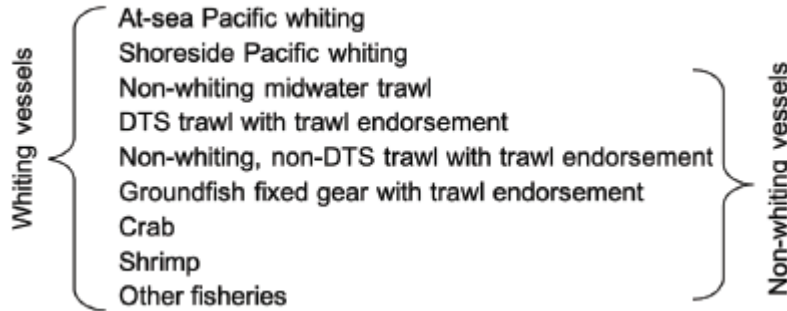 Whiting vessels
At-sea Pacific whiting
Shoreside Pacific whiting
Non-whiting midwater trawl
DTS trawl with trawl endorsement
Non-whiting, non-DTS trawl with trawl endorsement
Groundfish fixed gear with trawl endorsement
Crab
Shrimp
Other fisheries
Non-whiting vessels